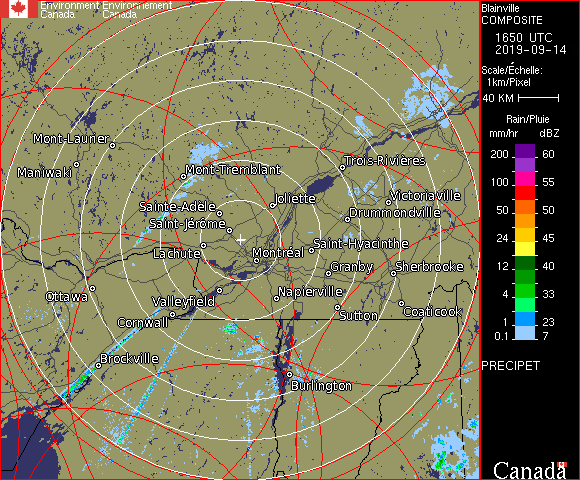 Environment Environnement
Canada Canada
Blainville
COMPOSITE
1650 UTC
2019-09-14
Scale/Échelle:
1km/Pixel
40 KM
Rain/Pluie
mm/hr dBZ
200 60
100 55
50 50
24 45
12 40
4 33
1 23
0.1 7
PRECIPET
Canada
Mont-Laurier
Maniwaki
Mont-Tremblant
Trois-Rivières
Joliette
Victoriaville
Sainte-Adèle
Drummondville
Saint-Jérôme
Saint-Hyacinthe
Lachute
Montréal
Granby
Sherbrooke
Ottawa
Valleyfield
Napierville
Cornwall
Sutton
Coaticook
Brockville
Burlington